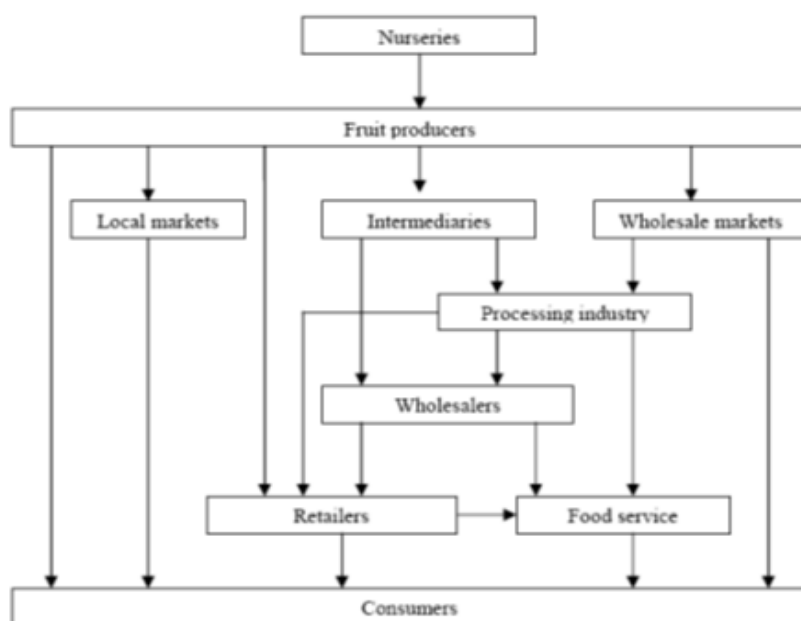 Nurseries
Fruit producers
Local markets
Intermediaries
Wholesale markets
Processing industry
Wholesalers
Retailers
Food service
Consumers